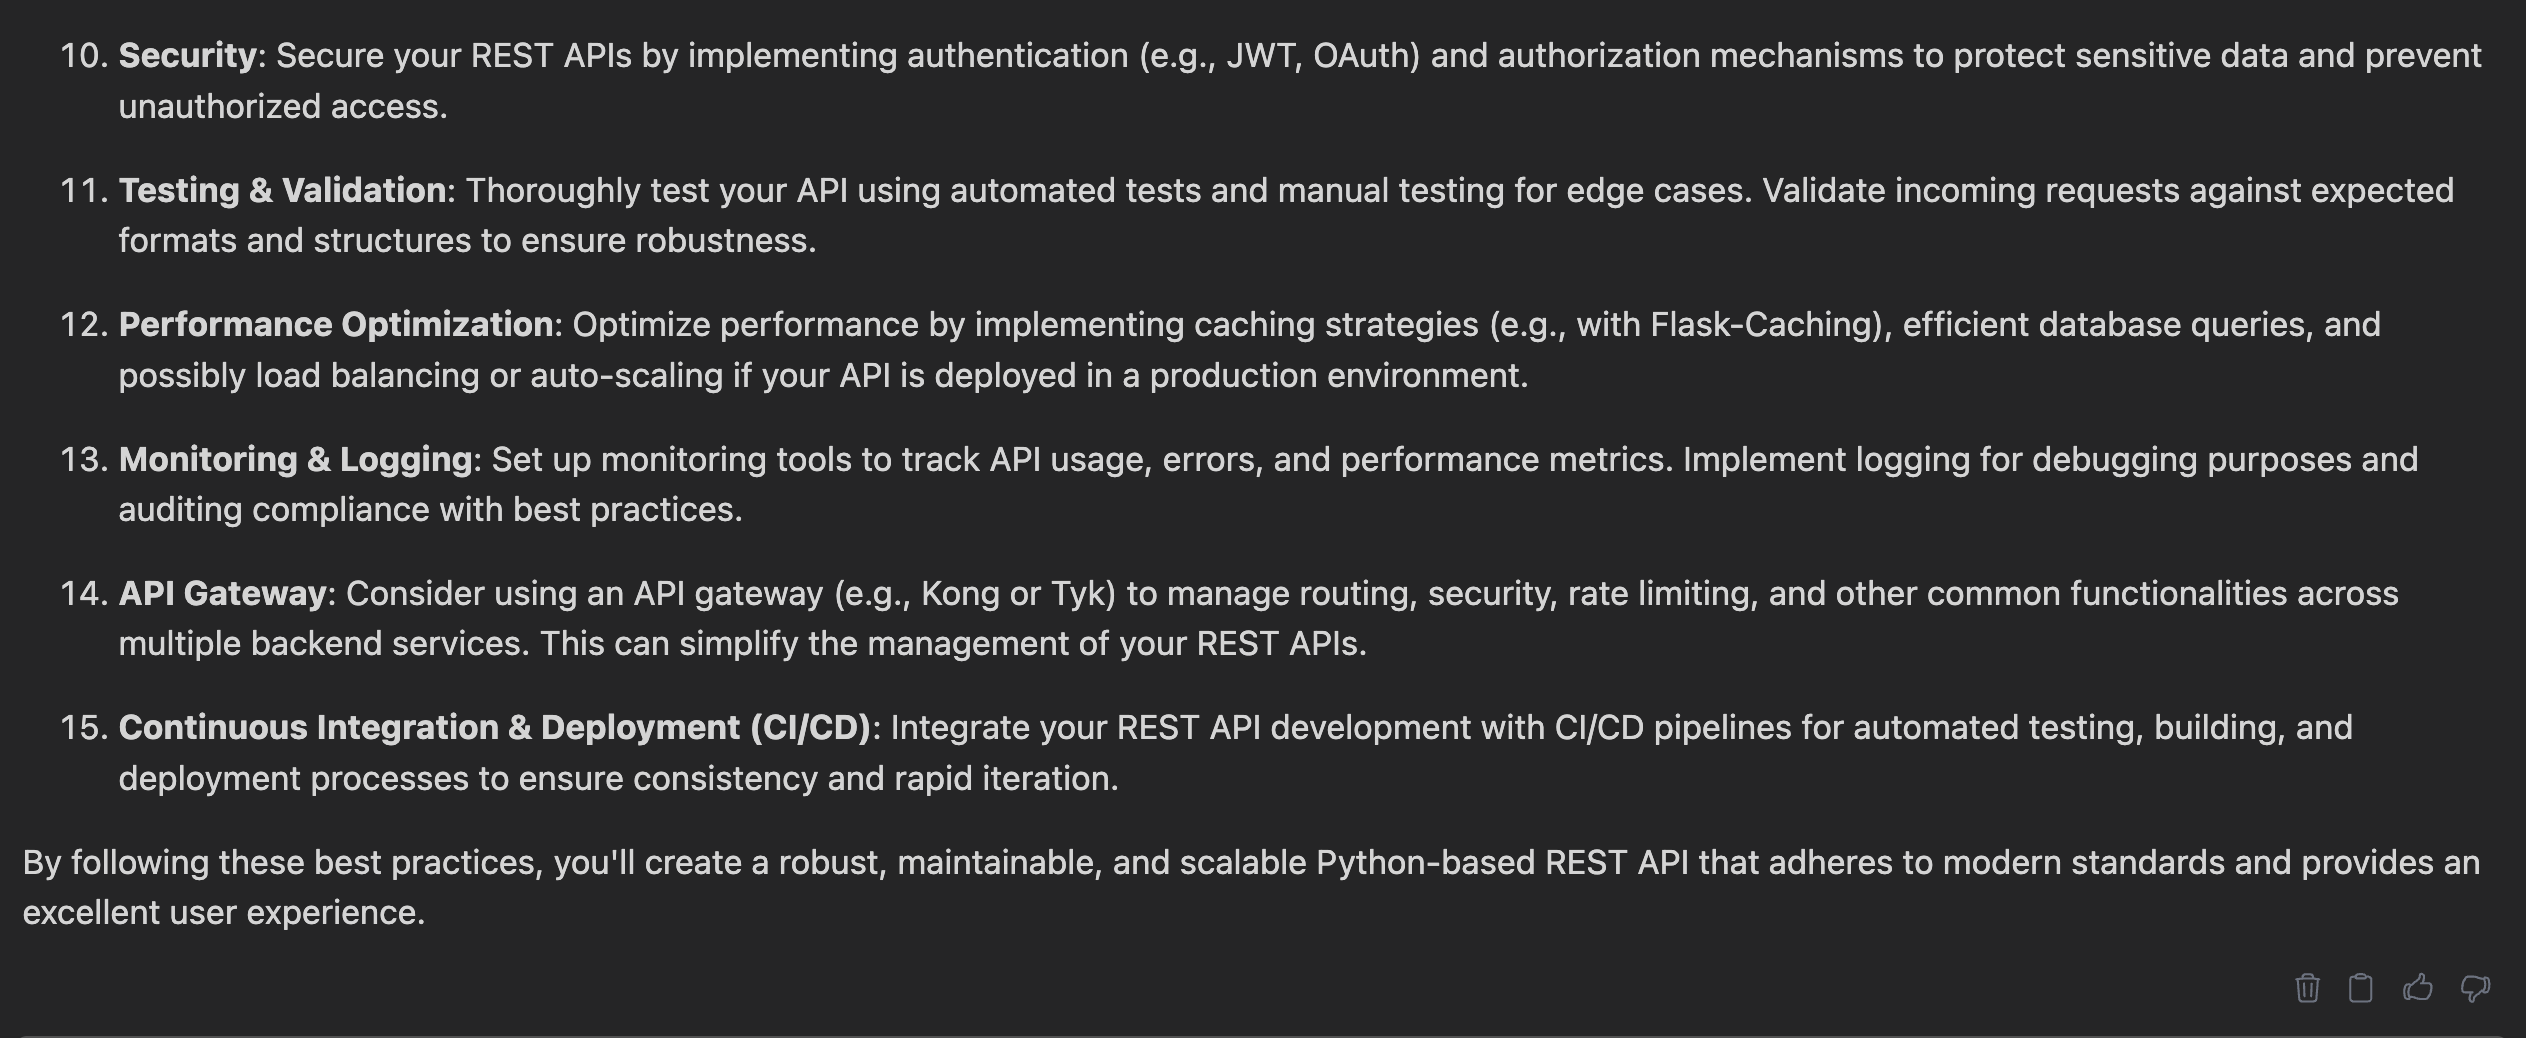 10. Security: Secure your REST APIs by implementing authentication (e.g., JWT, OAuth) and authorization mechanisms to protect sensitive data and prevent
unauthorized access.
11. Testing & Validation: Thoroughly test your API using automated tests and manual testing for edge cases. Validate incoming requests against expected
formats and structures to ensure robustness.
12. Performance Optimization: Optimize performance by implementing caching strategies (e.g., with Flask-Caching), efficient database queries, and
possibly load balancing or auto-scaling if your API is deployed in a production environment.
13. Monitoring & Logging: Set up monitoring tools to track API usage, errors, and performance metrics. Implement logging for debugging purposes and
auditing compliance with best practices.
14. API Gateway: Consider using an API gateway (e.g., Kong or Tyk) to manage routing, security, rate limiting, and other common functionalities across
multiple backend services. This can simplify the management of your REST APIs.
15. Continuous Integration & Deployment (CI/CD): Integrate your REST API development with CI/CD pipelines for automated testing, building, and
deployment processes to ensure consistency and rapid iteration.
By following these best practices, you'll create a robust, maintainable, and scalable Python-based REST API that adheres to modern standards and provides an
excellent user experience.